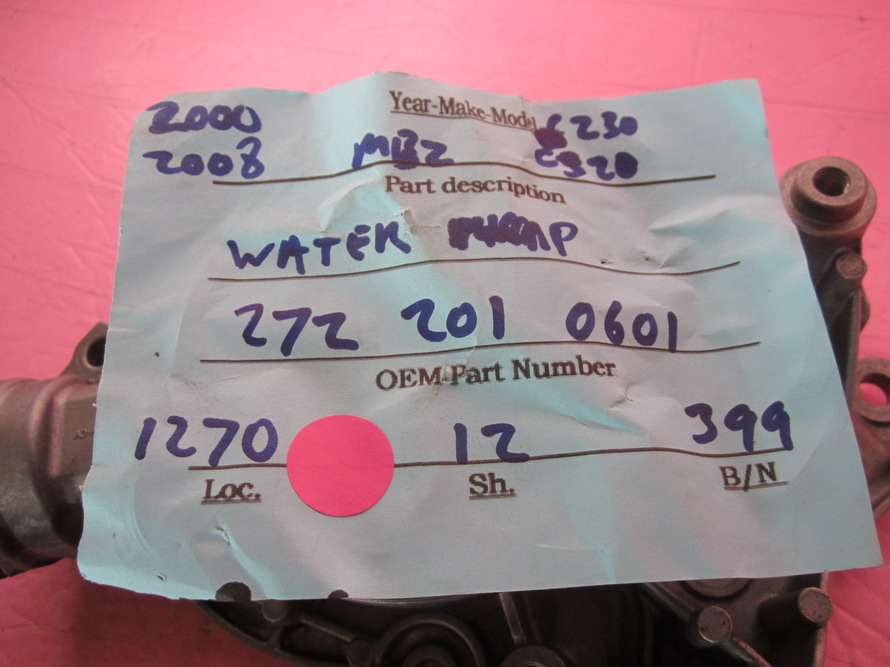 Year-Make-Model
2000 C230
2008 MBZ C320
Part description
WATER PUMP
272 201 0601
OEM Part Number
1270 12 399
Loc. Sh. B/N